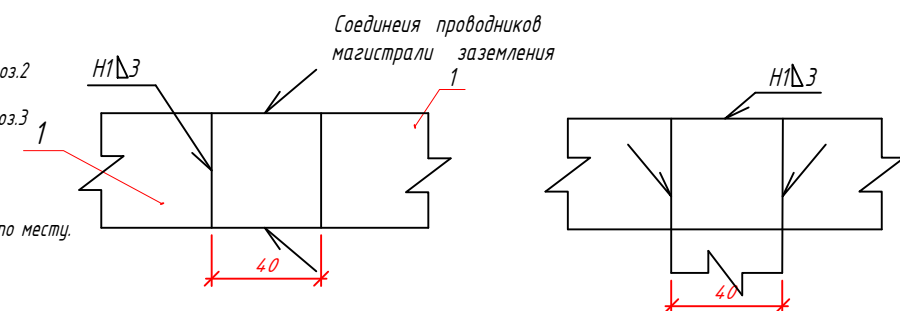 Соединеия проводников
магистрали заземления
оз.2
Н1⊿3
1
Н1⊿3
оз.3
1
по месту.
40
40